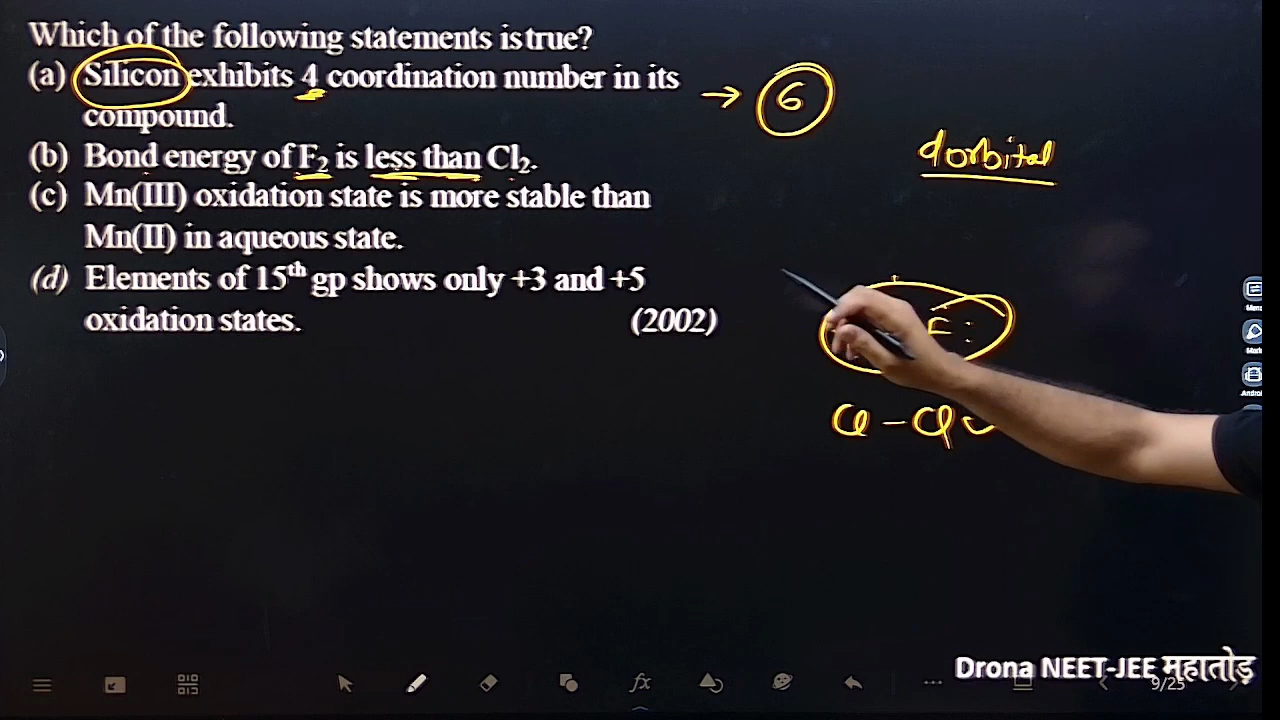 Which of the following statements is true?
(a) Silicon exhibits 4 coordination number in its
compound.
→ 6
d orbital
(b) Bond energy of F₂ is less than Cl₂.
(c) Mn(III) oxidation state is more stable than
Mn(II) in aqueous state.
(d) Elements of 15th gp shows only +3 and +5
oxidation states. (2002)
F:
Drona NEET-JEE महातोड़
9/25